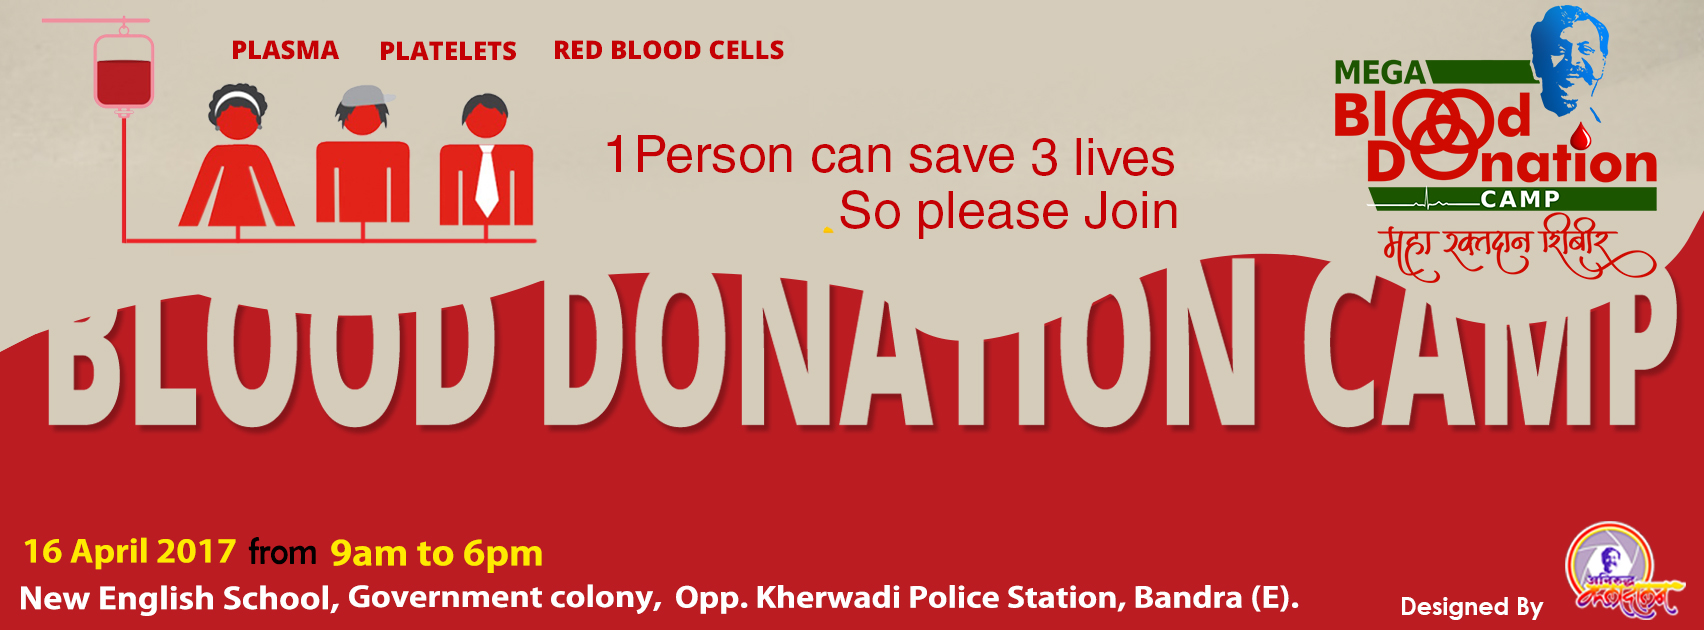 PLASMA PLATELETS RED BLOOD CELLS
1Person can save 3 lives
So please Join
MEGA
Blood
Donation
CAMP
महा रक्तदान शिबीर
BLOOD DONATION CAMP
16 April 2017 from 9am to 6pm
New English School, Government colony, Opp. Kherwadi Police Station, Bandra (E).
Designed By
अनिरुद्ध